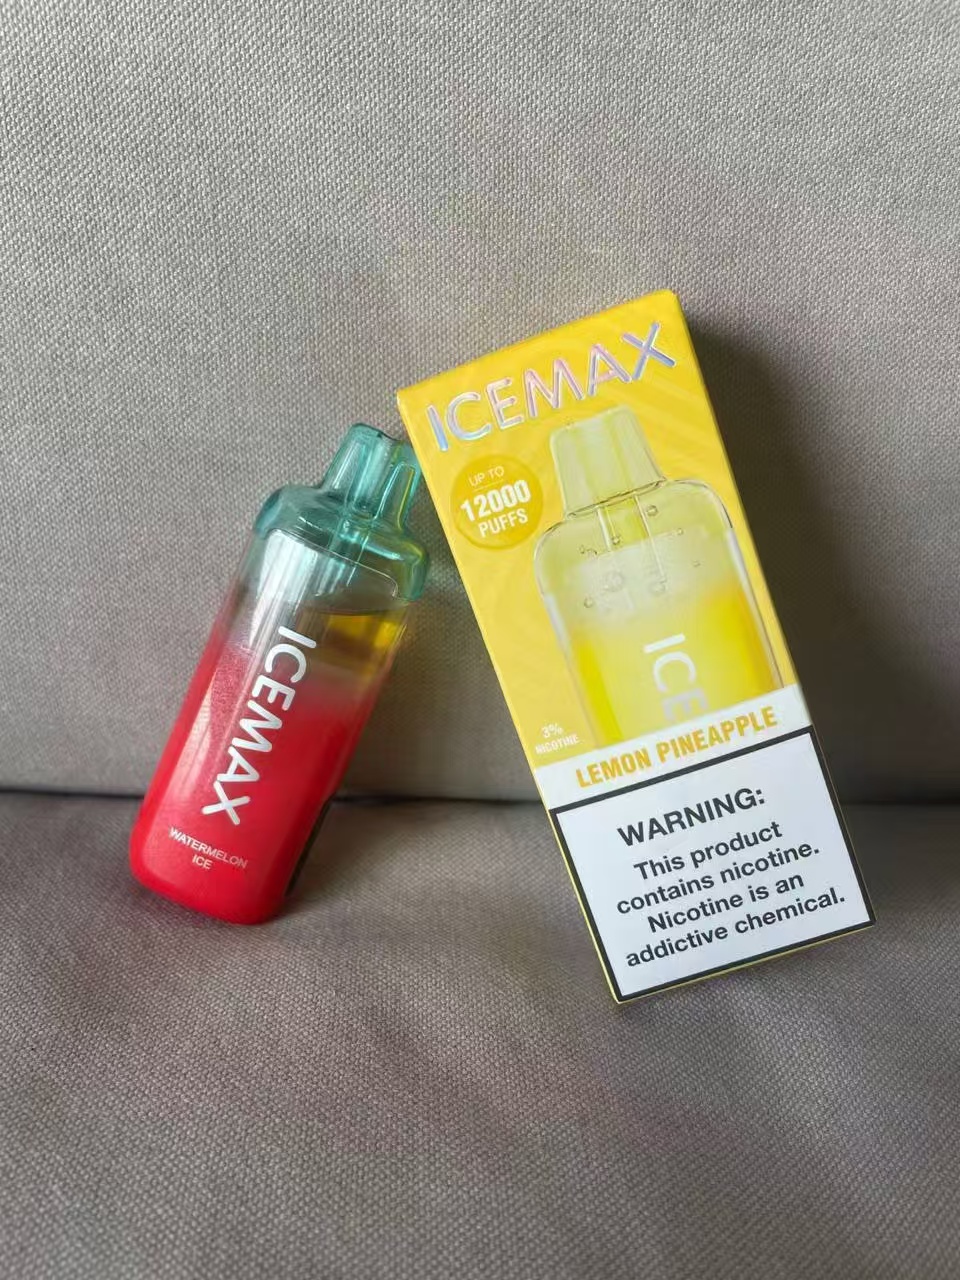 ICEMAX
WATERMELON
ICE
ICEMAX
UP TO
12000
PUFFS
ICE
3%
NICOTINE
LEMON PINEAPPLE
WARNING:
This product
contains nicotine.
Nicotine is an
addictive chemical.